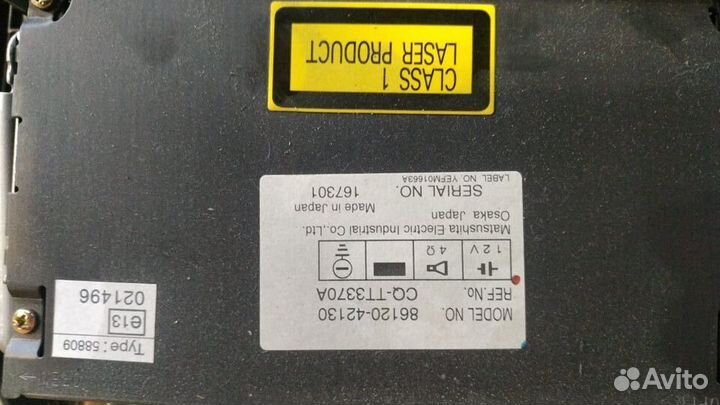 MODEL NO. 86120-42130
REF.No. CQ-TT3370A
12V 4Ω
Matsushita Electric Industrial Co.,Ltd.
Osaka Japan Made in Japan
SERIAL NO. 167301
LABEL NO. YEFM01663A
Type: 58809
e13
021496
CLASS 1
LASER PRODUCT
Avito